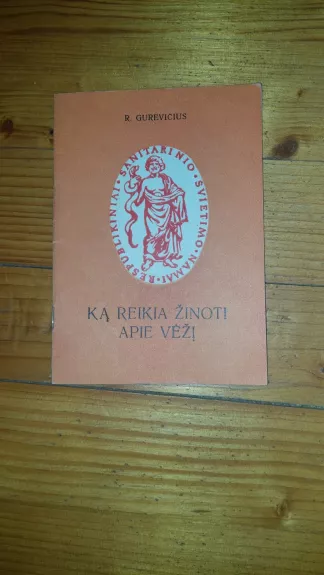 R. GUREVIČIUS
RESPUBLIKINIAI • SANITARINIO • ŠVIETIMO NAMAI •
KĄ REIKIA ŽINOTI
APIE VĖŽĮ